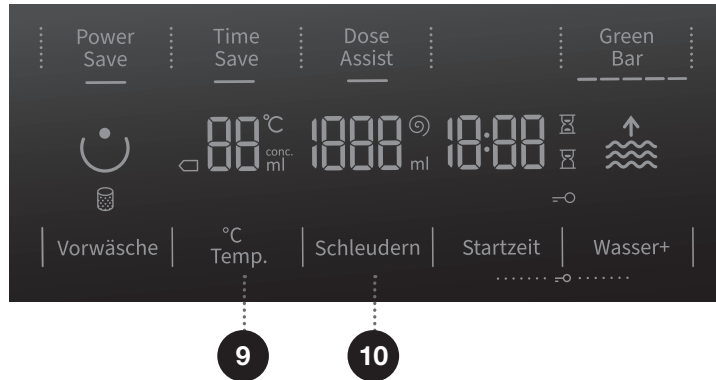 Power Save
Time Save
Dose Assist
Green Bar
88 °C
conc. ml
1888 ml
18:88
Vorwäsche
°C Temp.
Schleudern
Startzeit
Wasser+
9
10